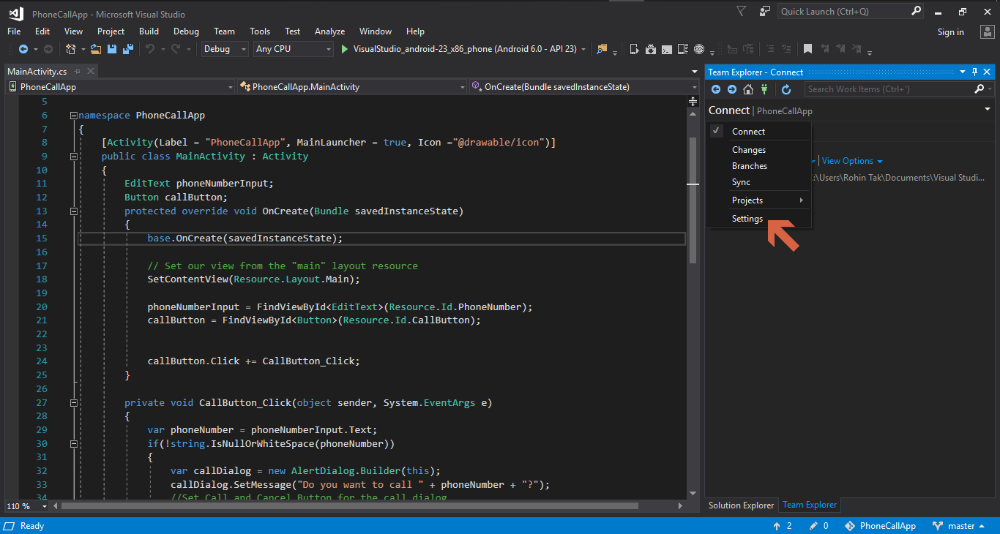 PhoneCallApp - Microsoft Visual Studio
Quick Launch (Ctrl+Q)
File Edit View Project Build Debug Team Tools Test Analyze Window Help
Sign in
Debug Any CPU VisualStudio_android-23_x86_phone (Android 6.0 - API 23)
MainActivity.cs
PhoneCallApp PhoneCallApp.MainActivity OnCreate(Bundle savedInstanceState)
5
6 namespace PhoneCallApp
7 {
8 [Activity(Label = "PhoneCallApp", MainLauncher = true, Icon ="@drawable/icon")]
9 public class MainActivity : Activity
10 {
11 EditText phoneNumberInput;
12 Button callButton;
13 protected override void OnCreate(Bundle savedInstanceState)
14 {
15 base.OnCreate(savedInstanceState);
16
17 // Set our view from the "main" layout resource
18 SetContentView(Resource.Layout.Main);
19
20 phoneNumberInput = FindViewById<EditText>(Resource.Id.PhoneNumber);
21 callButton = FindViewById<Button>(Resource.Id.CallButton);
22
23
24 callButton.Click += CallButton_Click;
25 }
26
27 private void CallButton_Click(object sender, System.EventArgs e)
28 {
29 var phoneNumber = phoneNumberInput.Text;
30 if(!string.IsNullOrWhiteSpace(phoneNumber))
31 {
32 var callDialog = new AlertDialog.Builder(this);
33 callDialog.SetMessage("Do you want to call " + phoneNumber + "?");
34 //Set Call and Cancel Button for the call dialog
110 %
Team Explorer - Connect
Search Work Items (Ctrl+')
Connect | PhoneCallApp
Connect
Changes
Branches
Sync
Projects
Settings
View Options
:\Users\Rohin Tak\Documents\Visual Studi...
Solution Explorer Team Explorer
Ready
2 0 PhoneCallApp master